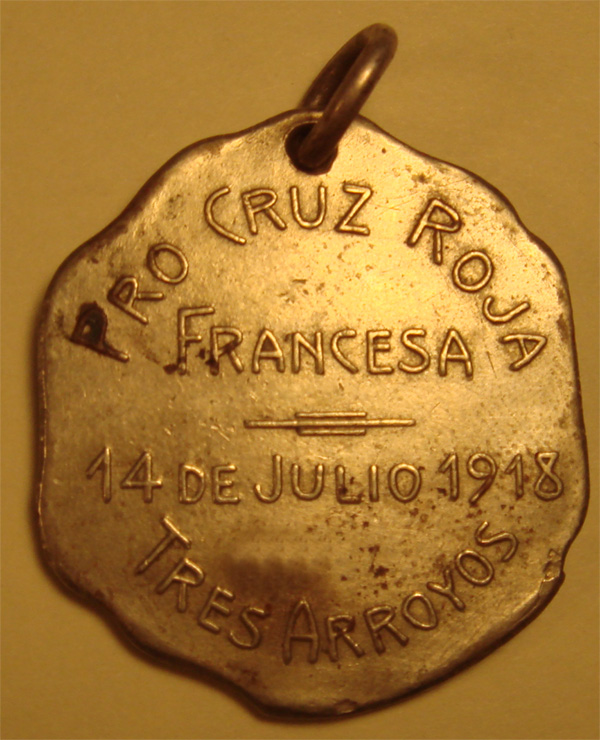 PRO CRUZ ROJA
FRANCESA
14 DE JULIO 1918
TRES ARROYOS